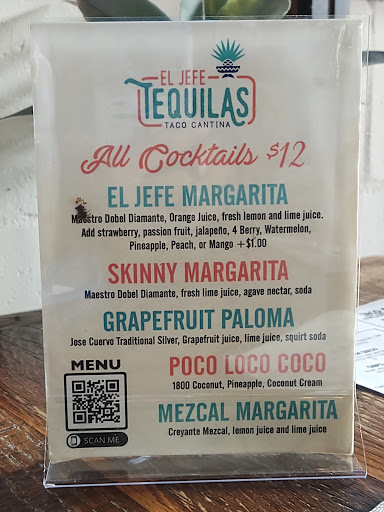 EL JEFE
TEQUILAS
TACO CANTINA
All Cocktails $12
EL JEFE MARGARITA
Maestro Dobel Diamante, Orange Juice, fresh lemon and lime juice.
Add strawberry, passion fruit, jalapeño, 4 Berry, Watermelon,
Pineapple, Peach, or Mango +$1.00
SKINNY MARGARITA
Maestro Dobel Diamante, fresh lime juice, agave nectar, soda
GRAPEFRUIT PALOMA
Jose Cuervo Traditional Silver, Grapefruit juice, lime juice, squirt soda
MENU
SCAN ME
POCO LOCO COCO
1800 Coconut, Pineapple, Coconut Cream
MEZCAL MARGARITA
Creyante Mezcal, lemon juice and lime juice